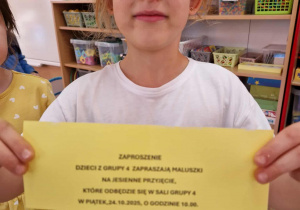 ZAPROSZENIE
DZIECI Z GRUPY 4 ZAPRASZAJĄ MALUSZKI
NA JESIENNE PRZYJĘCIE,
KTÓRE ODBĘDZIE SIĘ W SALI GRUPY 4
W PIĄTEK,24.10.2025, O GODZINIE 10.00.